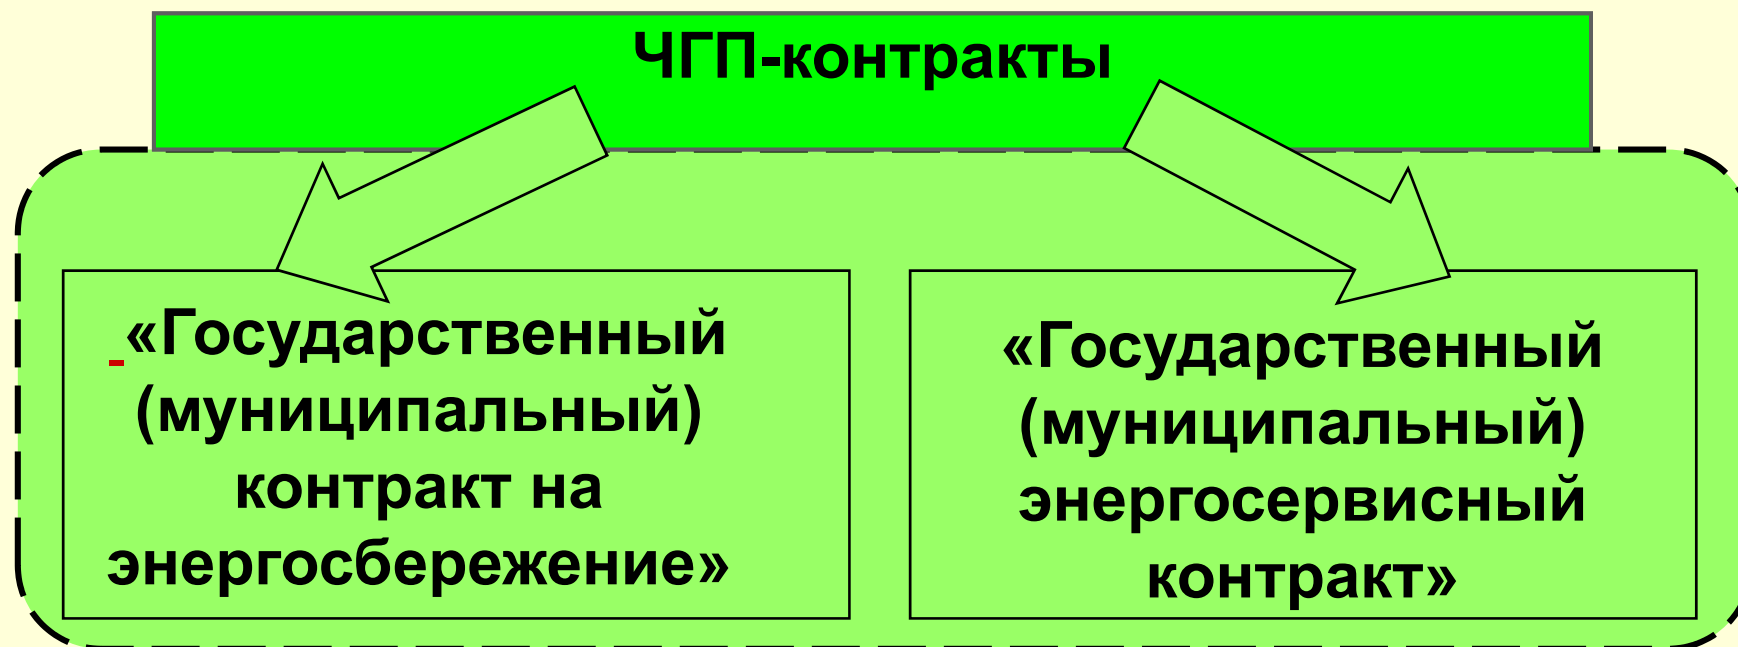 ЧГП-контракты
«Государственный
(муниципальный)
контракт на
энергосбережение»
«Государственный
(муниципальный)
энергосервисный
контракт»